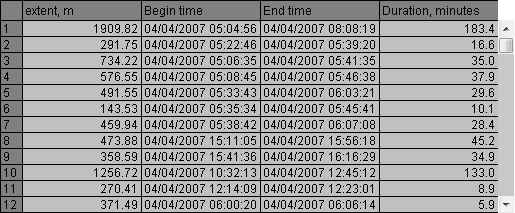 extent, m Begin time End time Duration, minutes
1 1909.82 04/04/2007 05:04:56 04/04/2007 08:08:19 183.4
2 291.75 04/04/2007 05:22:46 04/04/2007 05:39:20 16.6
3 734.22 04/04/2007 05:06:35 04/04/2007 05:41:35 35.0
4 576.55 04/04/2007 05:08:45 04/04/2007 05:46:38 37.9
5 491.55 04/04/2007 05:33:43 04/04/2007 06:03:21 29.6
6 143.53 04/04/2007 05:35:34 04/04/2007 05:45:41 10.1
7 459.94 04/04/2007 05:38:42 04/04/2007 06:07:08 28.4
8 473.88 04/04/2007 15:11:05 04/04/2007 15:56:18 45.2
9 358.59 04/04/2007 15:41:36 04/04/2007 16:16:29 34.9
10 1256.72 04/04/2007 10:32:13 04/04/2007 12:45:12 133.0
11 270.41 04/04/2007 12:14:09 04/04/2007 12:23:01 8.9
12 371.49 04/04/2007 06:00:20 04/04/2007 06:06:14 5.9